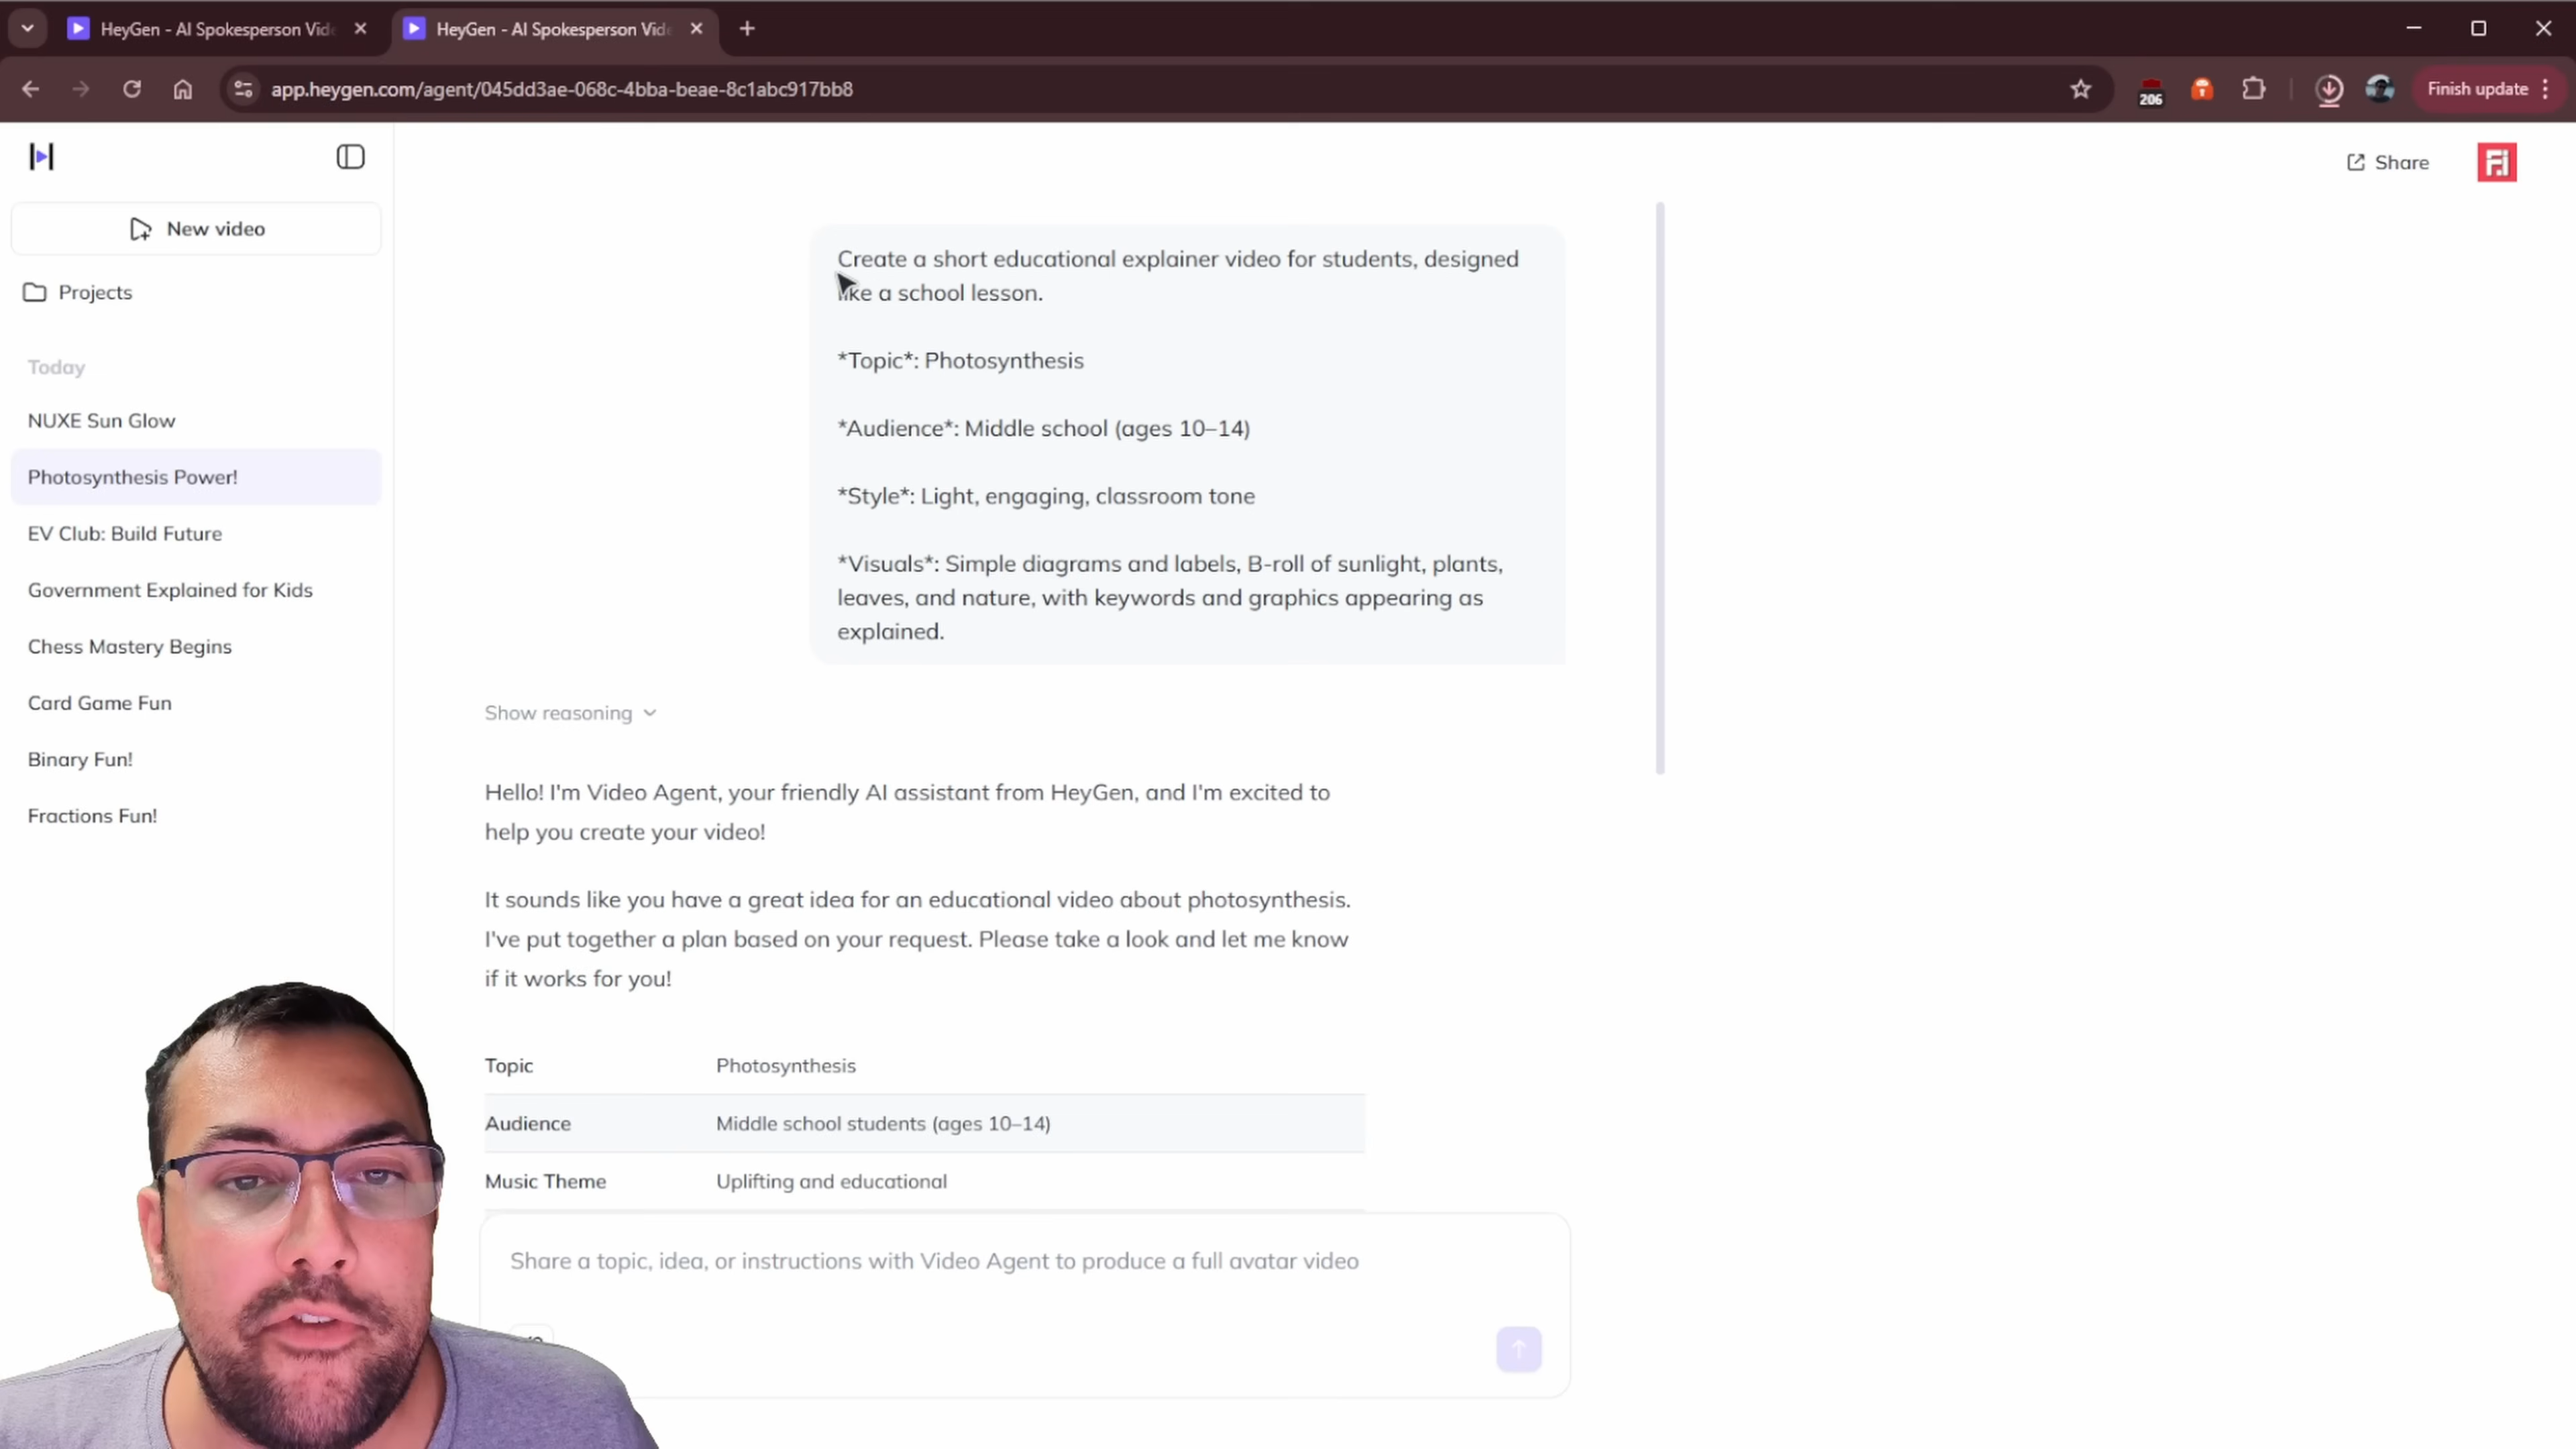 HeyGen - AI Spokesperson Vide
HeyGen - AI Spokesperson Vide
app.heygen.com/agent/045dd3ae-068c-4bba-beae-8c1abc917bb8
206
Finish update
Share
New video
Projects
Today
NUXE Sun Glow
Photosynthesis Power!
EV Club: Build Future
Government Explained for Kids
Chess Mastery Begins
Card Game Fun
Binary Fun!
Fractions Fun!
Create a short educational explainer video for students, designed
like a school lesson.
*Topic*: Photosynthesis
*Audience*: Middle school (ages 10–14)
*Style*: Light, engaging, classroom tone
*Visuals*: Simple diagrams and labels, B-roll of sunlight, plants,
leaves, and nature, with keywords and graphics appearing as
explained.
Show reasoning
Hello! I'm Video Agent, your friendly AI assistant from HeyGen, and I'm excited to
help you create your video!
It sounds like you have a great idea for an educational video about photosynthesis.
I've put together a plan based on your request. Please take a look and let me know
if it works for you!
Topic Photosynthesis
Audience Middle school students (ages 10–14)
Music Theme Uplifting and educational
Share a topic, idea, or instructions with Video Agent to produce a full avatar video